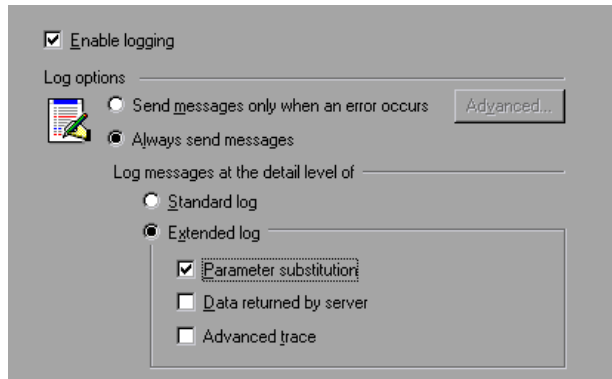 Enable logging
Log options
Send messages only when an error occurs
Advanced...
Always send messages
Log messages at the detail level of
Standard log
Extended log
Parameter substitution
Data returned by server
Advanced trace